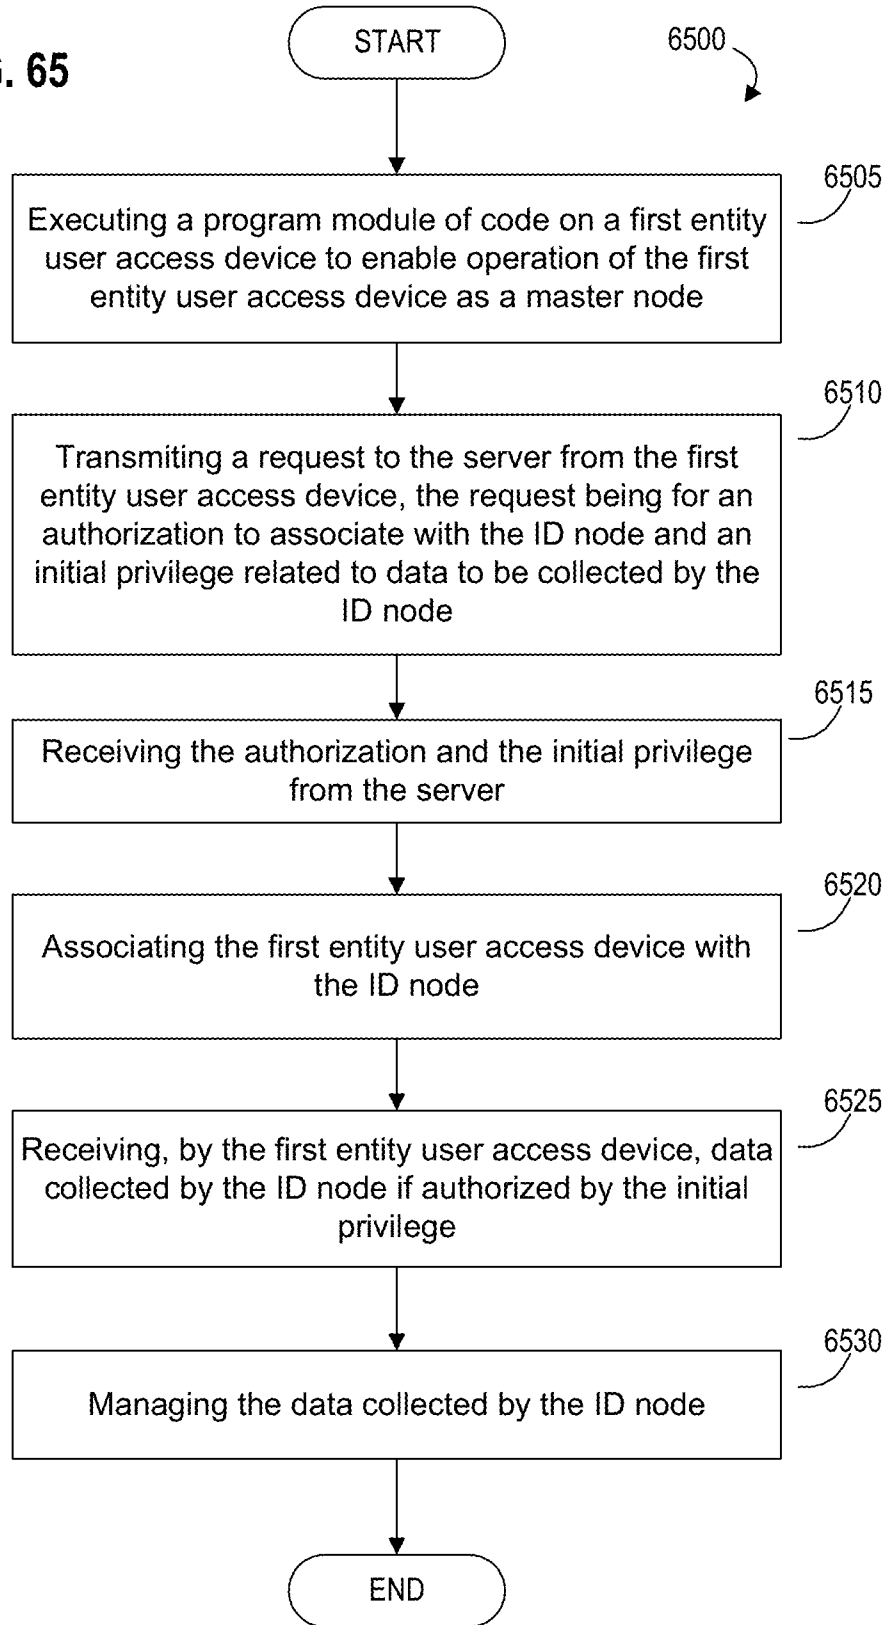 START
6500
. 65
6505
Executing a program module of code on a first entity
user access device to enable operation of the first
entity user access device as a master node
6510
Transmiting a request to the server from the first
entity user access device, the request being for an
authorization to associate with the ID node and an
initial privilege related to data to be collected by the
ID node
6515
Receiving the authorization and the initial privilege
from the server
6520
Associating the first entity user access device with
the ID node
6525
Receiving, by the first entity user access device, data
collected by the ID node if authorized by the initial
privilege
6530
Managing the data collected by the ID node
END